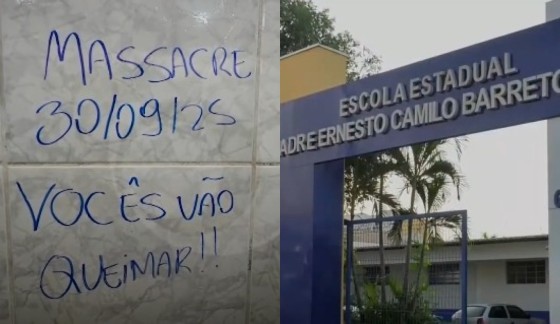 MASSACRE
30/09/25
VOCÊS VÃO
QUEIMAR!!
ESCOLA ESTADUAL
ADRE ERNESTO CAMILO BARRETO